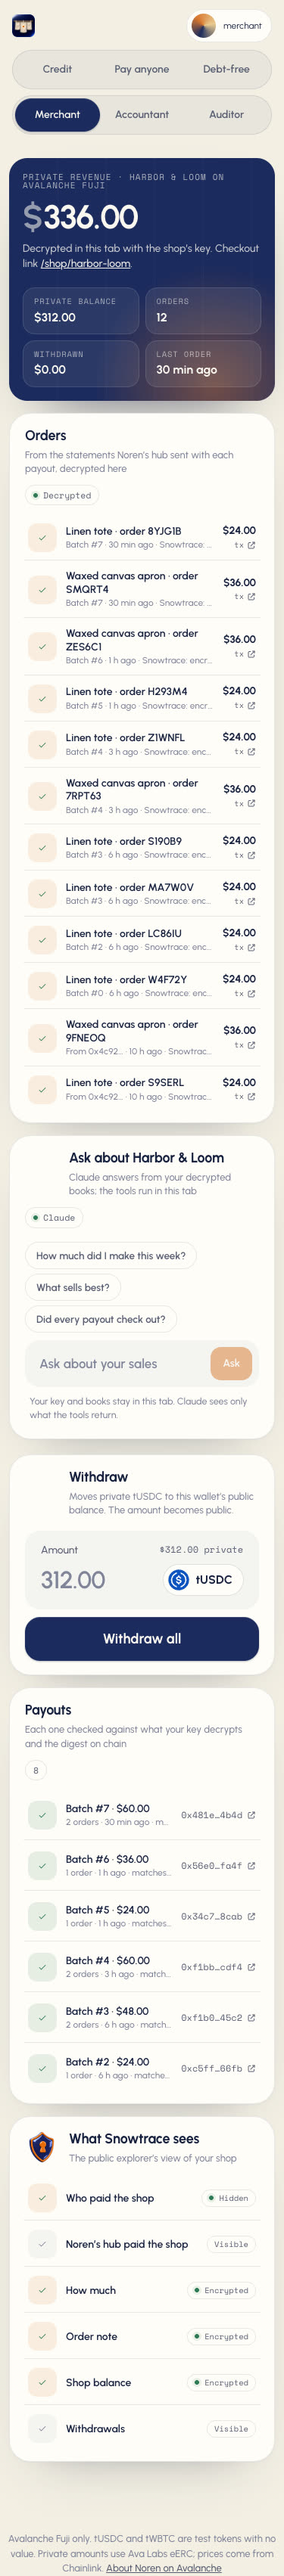 merchant
Credit Pay anyone Debt-free
Merchant Accountant Auditor
PRIVATE REVENUE · HARBOR & LOOM ON
AVALANCHE FUJI
$336.00
Decrypted in this tab with the shop's key. Checkout
link /shop/harbor-loom.
PRIVATE BALANCE
$312.00
ORDERS
12
WITHDRAWN
$0.00
LAST ORDER
30 min ago
Orders
From the statements Noren's hub sent with each
payout, decrypted here
Decrypted
Linen tote · order 8YJG1B $24.00
Batch #7 · 30 min ago · Snowtrace: ... tx
Waxed canvas apron · order
SMQRT4 $36.00
Batch #7 · 30 min ago · Snowtrace: ... tx
Waxed canvas apron · order
ZES6C1 $36.00
Batch #6 · 1 h ago · Snowtrace: encr... tx
Linen tote · order H293M4 $24.00
Batch #5 · 1 h ago · Snowtrace: encr... tx
Linen tote · order Z1WNFL $24.00
Batch #4 · 3 h ago · Snowtrace: enc... tx
Waxed canvas apron · order
7RPT63 $36.00
Batch #4 · 3 h ago · Snowtrace: enc... tx
Linen tote · order S190B9 $24.00
Batch #3 · 6 h ago · Snowtrace: enc... tx
Linen tote · order MA7W0V $24.00
Batch #3 · 6 h ago · Snowtrace: enc... tx
Linen tote · order LC86IU $24.00
Batch #2 · 6 h ago · Snowtrace: enc... tx
Linen tote · order W4F72Y $24.00
Batch #0 · 6 h ago · Snowtrace: enc... tx
Waxed canvas apron · order
9FNEOQ $36.00
From 0x4c92... · 10 h ago · Snowtrac... tx
Linen tote · order S9SERL $24.00
From 0x4c92... · 10 h ago · Snowtrac... tx
Ask about Harbor & Loom
Claude answers from your decrypted
books; the tools run in this tab
Claude
How much did I make this week?
What sells best?
Did every payout check out?
Ask about your sales Ask
Your key and books stay in this tab. Claude sees only
what the tools return.
Withdraw
Moves private tUSDC to this wallet's public
balance. The amount becomes public.
Amount $312.00 private
312.00 tUSDC
Withdraw all
Payouts
Each one checked against what your key decrypts
and the digest on chain
8
Batch #7 · $60.00 0x481e…4b4d
2 orders · 30 min ago · m...
Batch #6 · $36.00 0x56e0…fa4f
1 order · 1 h ago · matches...
Batch #5 · $24.00 0x34c7…8cab
1 order · 1 h ago · matches...
Batch #4 · $60.00 0xf1bb…cdf4
2 orders · 3 h ago · match...
Batch #3 · $48.00 0xf1b0…45c2
2 orders · 6 h ago · match...
Batch #2 · $24.00 0xc5ff…66fb
1 order · 6 h ago · matche...
What Snowtrace sees
The public explorer's view of your shop
Who paid the shop Hidden
Noren's hub paid the shop Visible
How much Encrypted
Order note Encrypted
Shop balance Encrypted
Withdrawals Visible
Avalanche Fuji only. tUSDC and tWBTC are test tokens with no
value. Private amounts use Ava Labs eERC; prices come from
Chainlink. About Noren on Avalanche